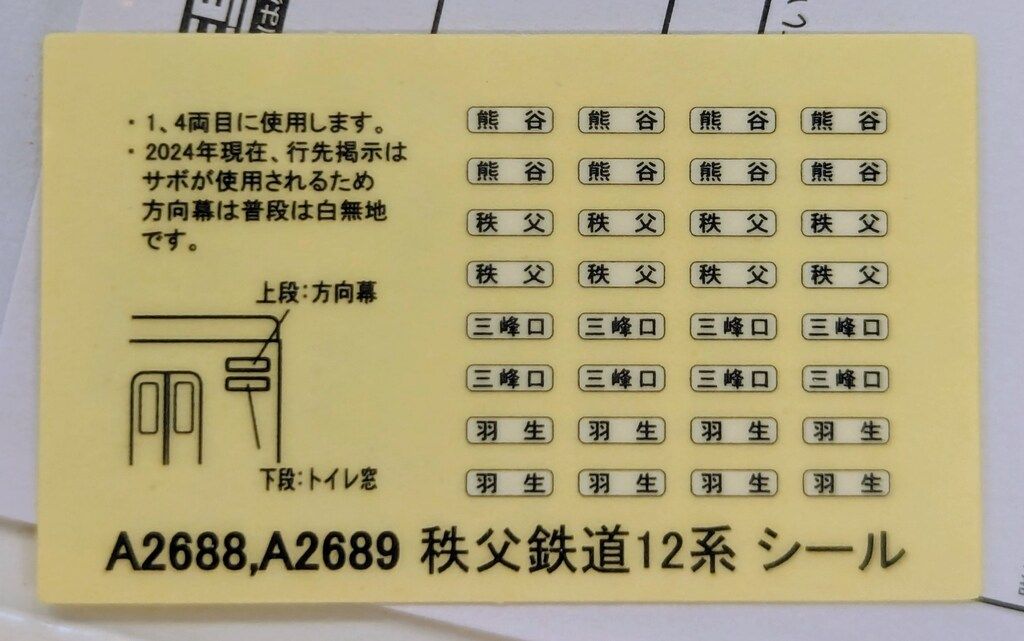 ・1、4両目に使用します。
・2024年現在、行先掲示は
サボが使用されるため
方向幕は普段は白無地
です。
上段:方向幕
下段:トイレ窓
熊 谷 熊 谷 熊 谷 熊 谷
熊 谷 熊 谷 熊 谷 熊 谷
秩 父 秩 父 秩 父 秩 父
秩 父 秩 父 秩 父 秩 父
三峰口 三峰口 三峰口 三峰口
三峰口 三峰口 三峰口 三峰口
羽 生 羽 生 羽 生 羽 生
羽 生 羽 生 羽 生 羽 生
A2688,A2689 秩父鉄道12系 シール